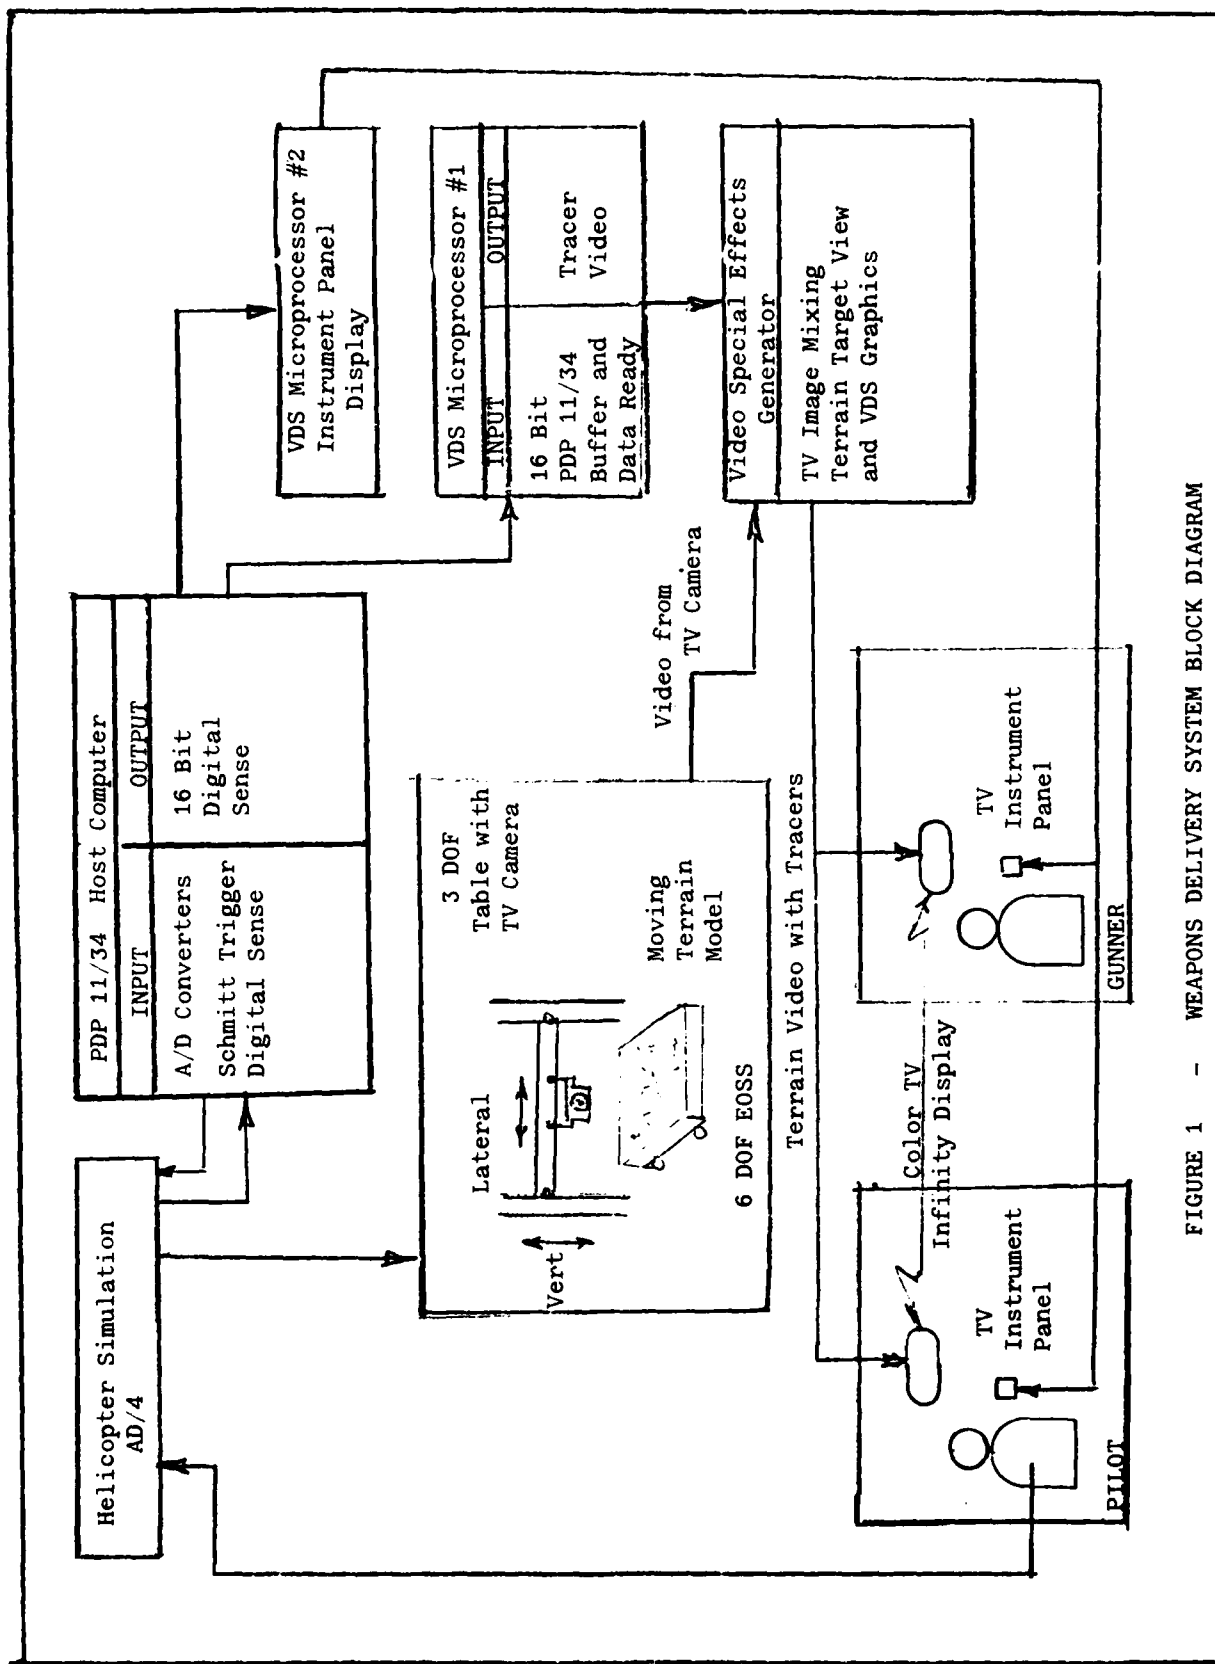 Helicopter Simulation
AD/4
PDP 11/34 Host Computer
INPUT
OUTPUT
A/D Converters
Schmitt Trigger
Digital Sense
16 Bit
Digital
Sense
VDS Microprocessor #2
Instrument Panel
Display
VDS Microprocessor #1
INPUT
OUTPUT
16 Bit
PDP 11/34
Buffer and
Data Ready
Tracer
Video
3 DOF
Table with
TV Camera
Lateral
Vert
Moving
Terrain
Model
6 DOF EOSS
Video from
TV Camera
Video Special Effects
Generator
TV Image Mixing
Terrain Target View
and VDS Graphics
Terrain Video with Tracers
Color TV
Infinity Display
TV
Instrument
Panel
PILOT
TV
Instrument
Panel
GUNNER
FIGURE 1 - WEAPONS DELIVERY SYSTEM BLOCK DIAGRAM